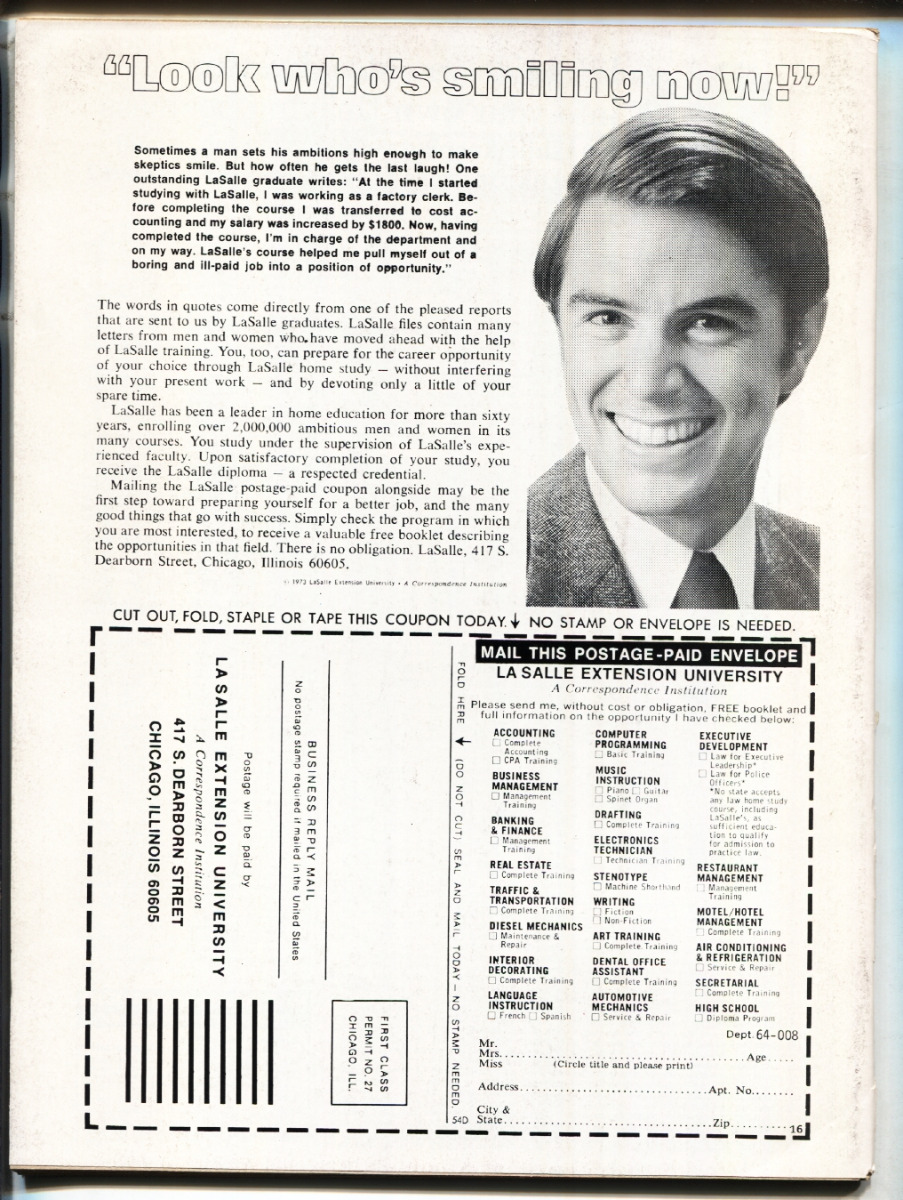 “Look who’s smiling now!”
Sometimes a man sets his ambitions high enough to make
skeptics smile. But how often he gets the last laugh! One
outstanding LaSalle graduate writes: "At the time I started
studying with LaSalle, I was working as a factory clerk. Be-
fore completing the course I was transferred to cost ac-
counting and my salary was increased by $1800. Now, having
completed the course, I'm in charge of the department and
on my way. LaSalle's course helped me pull myself out of a
boring and ill-paid job into a position of opportunity."
The words in quotes come directly from one of the pleased reports
that are sent to us by LaSalle graduates. LaSalle files contain many
letters from men and women who have moved ahead with the help
of LaSalle training. You, too, can prepare for the career opportunity
of your choice through LaSalle home study — without interfering
with your present work — and by devoting only a little of your
spare time.
LaSalle has been a leader in home education for more than sixty
years, enrolling over 2,000,000 ambitious men and women in its
many courses. You study under the supervision of LaSalle's expe-
rienced faculty. Upon satisfactory completion of your study, you
receive the LaSalle diploma — a respected credential.
Mailing the LaSalle postage-paid coupon alongside may be the
first step toward preparing yourself for a better job, and the many
good things that go with success. Simply check the program in which
you are most interested, to receive a valuable free booklet describing
the opportunities in that field. There is no obligation. LaSalle, 417 S.
Dearborn Street, Chicago, Illinois 60605.
© 1973 LaSalle Extension University • A Correspondence Institution
CUT OUT, FOLD, STAPLE OR TAPE THIS COUPON TODAY. ↓ NO STAMP OR ENVELOPE IS NEEDED.
FIRST CLASS
PERMIT NO. 27
CHICAGO, ILL.
BUSINESS REPLY MAIL
No postage stamp required if mailed in the United States
Postage will be paid by
LA SALLE EXTENSION UNIVERSITY
A Correspondence Institution
417 S. DEARBORN STREET
CHICAGO, ILLINOIS 60605
FOLD HERE ← (DO NOT CUT) SEAL AND MAIL TODAY — NO STAMP NEEDED.
54D
MAIL THIS POSTAGE-PAID ENVELOPE
LA SALLE EXTENSION UNIVERSITY
A Correspondence Institution
Please send me, without cost or obligation, FREE booklet and
full information on the opportunity I have checked below:
ACCOUNTING
☐ Complete
Accounting
☐ CPA Training
BUSINESS
MANAGEMENT
☐ Management
Training
BANKING
& FINANCE
☐ Management
Training
REAL ESTATE
☐ Complete Training
TRAFFIC &
TRANSPORTATION
☐ Complete Training
DIESEL MECHANICS
☐ Maintenance &
Repair
INTERIOR
DECORATING
☐ Complete Training
LANGUAGE
INSTRUCTION
☐ French ☐ Spanish
COMPUTER
PROGRAMMING
☐ Basic Training
MUSIC
INSTRUCTION
☐ Piano ☐ Guitar
☐ Spinet Organ
DRAFTING
☐ Complete Training
ELECTRONICS
TECHNICIAN
☐ Technician Training
STENOTYPE
☐ Machine Shorthand
WRITING
☐ Fiction
☐ Non-Fiction
ART TRAINING
☐ Complete Training
DENTAL OFFICE
ASSISTANT
☐ Complete Training
AUTOMOTIVE
MECHANICS
☐ Service & Repair
EXECUTIVE
DEVELOPMENT
☐ Law for Executive
Leadership*
☐ Law for Police
Officers*
*No state accepts
any law home study
course, including
LaSalle's, as
sufficient educa-
tion to qualify
for admission to
practice law.
RESTAURANT
MANAGEMENT
☐ Management
Training
MOTEL/HOTEL
MANAGEMENT
☐ Complete Training
AIR CONDITIONING
& REFRIGERATION
☐ Service & Repair
SECRETARIAL
☐ Complete Training
HIGH SCHOOL
☐ Diploma Program
Dept. 64-008
Mr.
Mrs. ........ Age ....
Miss (Circle title and please print)
Address ........ Apt. No. ....
City &
State ........ Zip ........ 16